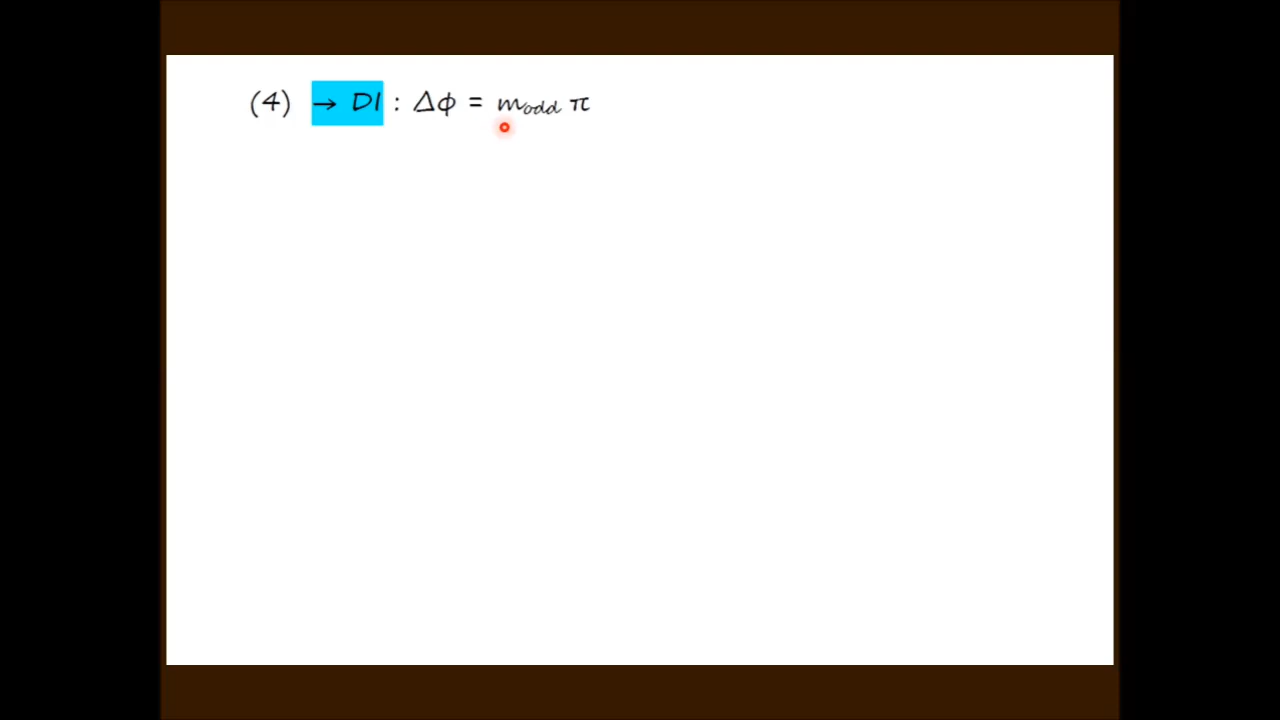 (4) → DI : Δϕ = m_odd π